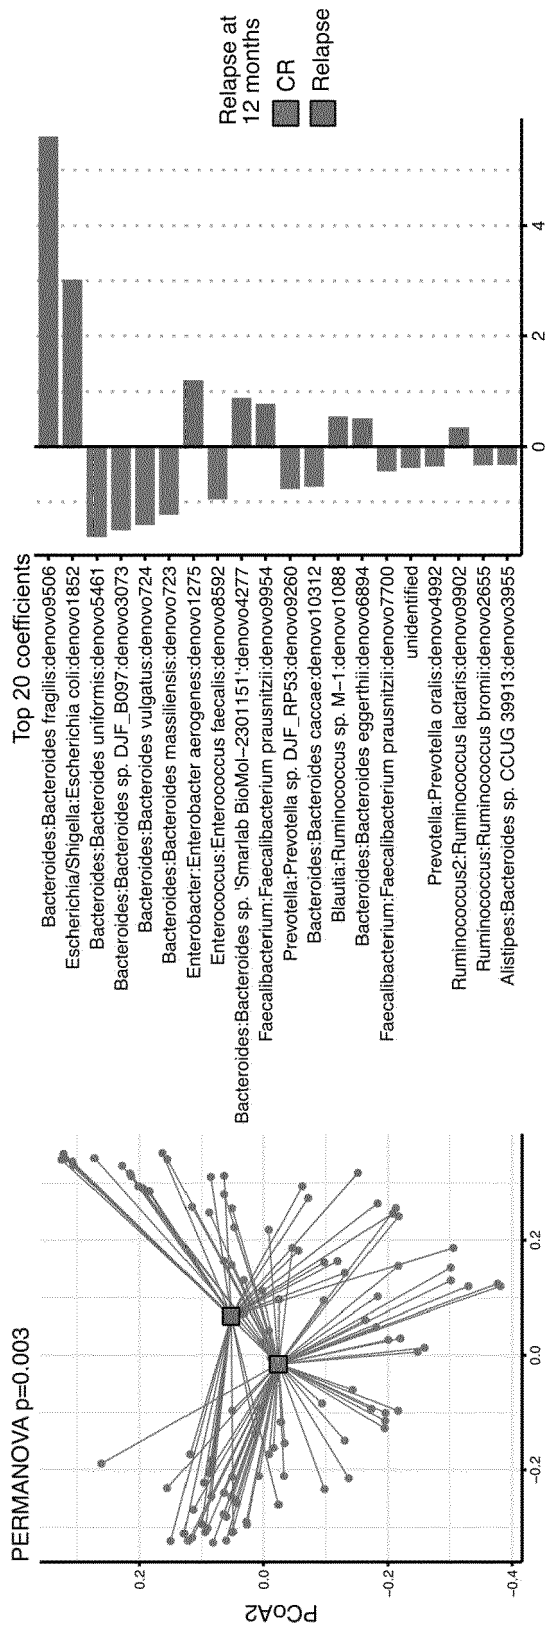 PERMANOVA p=0.003
PCoA2
0.2
0.0
−0.2
−0.4
−0.2
0.0
0.2
Top 20 coefficients
Bacteroides:Bacteroides fragilis:denovo9506
Escherichia/Shigella:Escherichia coli:denovo1852
Bacteroides:Bacteroides uniformis:denovo5461
Bacteroides:Bacteroides sp. DJF_B097:denovo3073
Bacteroides:Bacteroides vulgatus:denovo724
Bacteroides:Bacteroides massiliensis:denovo723
Enterobacter:Enterobacter aerogenes:denovo1275
Enterococcus:Enterococcus faecalis:denovo8592
Bacteroides:Bacteroides sp. 'Smarlab BioMol−2301151':denovo4277
Faecalibacterium:Faecalibacterium prausnitzii:denovo9954
Prevotella:Prevotella sp. DJF_RP53:denovo9260
Bacteroides:Bacteroides caccae:denovo10312
Blautia:Ruminococcus sp. M−1:denovo1088
Bacteroides:Bacteroides eggerthii:denovo6894
Faecalibacterium:Faecalibacterium prausnitzii:denovo7700
unidentified
Prevotella:Prevotella oralis:denovo4992
Ruminococcus2:Ruminococcus lactaris:denovo9902
Ruminococcus:Ruminococcus bromii:denovo2655
Alistipes:Bacteroides sp. CCUG 39913:denovo3955
0
2
4
Relapse at
12 months
CR
Relapse